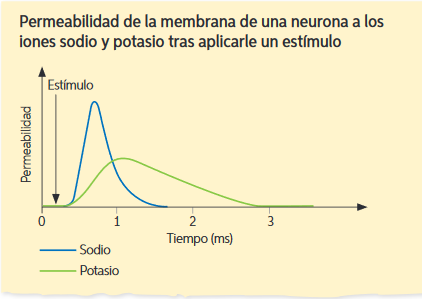 Permeabilidad de la membrana de una neurona a los
iones sodio y potasio tras aplicarle un estímulo
Estímulo
Permeabilidad
0 1 2 3
Tiempo (ms)
Sodio
Potasio